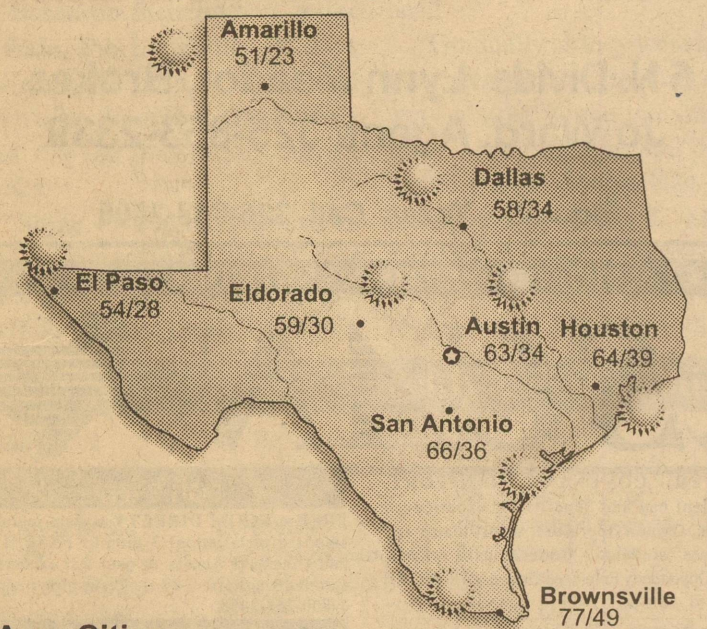 Amarillo
51/23
Dallas
58/34
El Paso
54/28
Eldorado
59/30
Austin
63/34
Houston
64/39
San Antonio
66/36
Brownsville
77/49